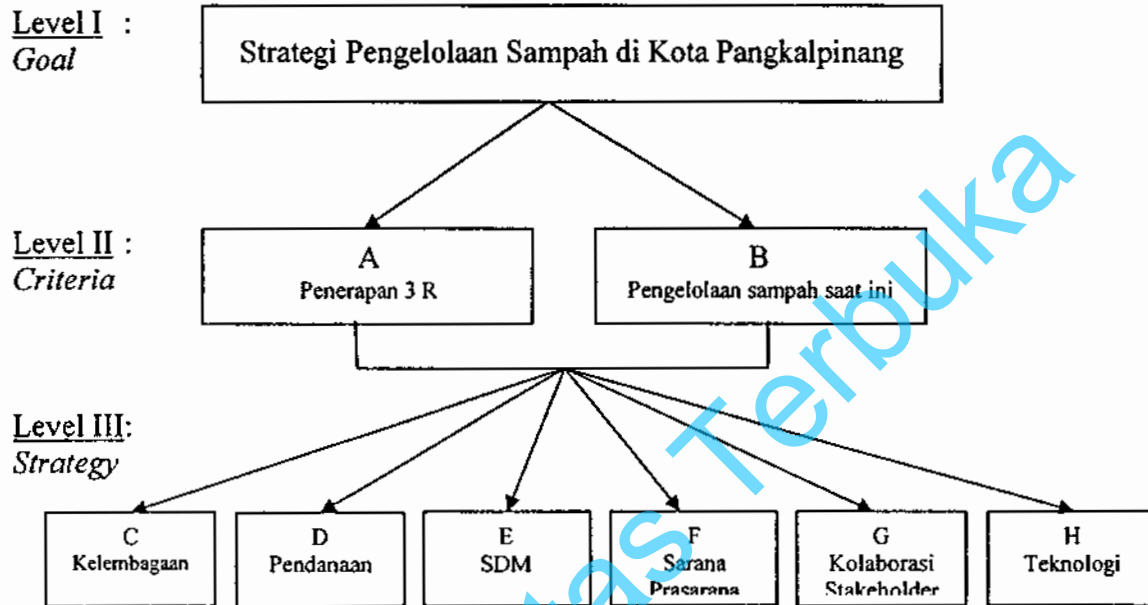 Level I :
Goal
Strategi Pengelolaan Sampah di Kota Pangkalpinang
Level II :
Criteria
A
Penerapan 3 R
B
Pengelolaan sampah saat ini
Level III:
Strategy
C
Kelembagaan
D
Pendanaan
E
SDM
F
Sarana
Prasarana
G
Kolaborasi
Stakeholder
H
Teknologi
tas Terbuka